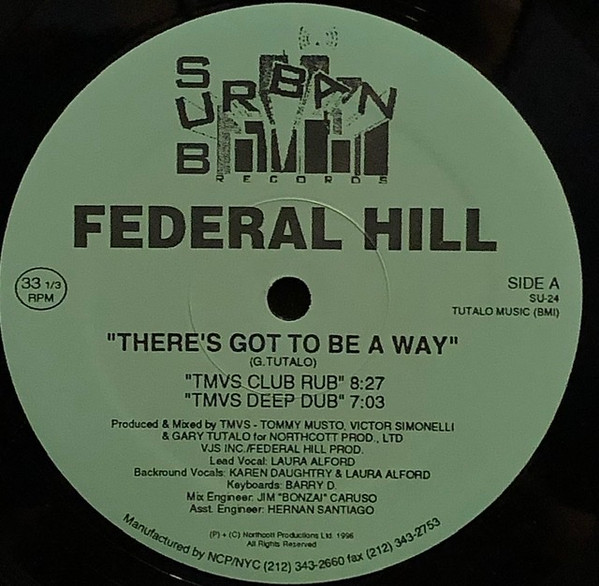 SUB URBAN
RECORDS
FEDERAL HILL
33 1/3
RPM
SIDE A
SU-24
TUTALO MUSIC (BMI)
"THERE'S GOT TO BE A WAY"
(G.TUTALO)
"TMVS CLUB RUB" 8:27
"TMVS DEEP DUB" 7:03
Produced & Mixed by TMVS - TOMMY MUSTO, VICTOR SIMONELLI
& GARY TUTALO for NORTHCOTT PROD., LTD
VJS INC./FEDERAL HILL PROD.
Lead Vocal: LAURA ALFORD
Backround Vocals: KAREN DAUGHTRY & LAURA ALFORD
Keyboards: BARRY D.
Mix Engineer: JIM "BONZAI" CARUSO
Asst. Engineer: HERNAN SANTIAGO
(P) + (C) Northcott Productions Ltd. 1996
All Rights Reserved
Manufactured by NCP/NYC (212) 343-2660 fax (212) 343-2753